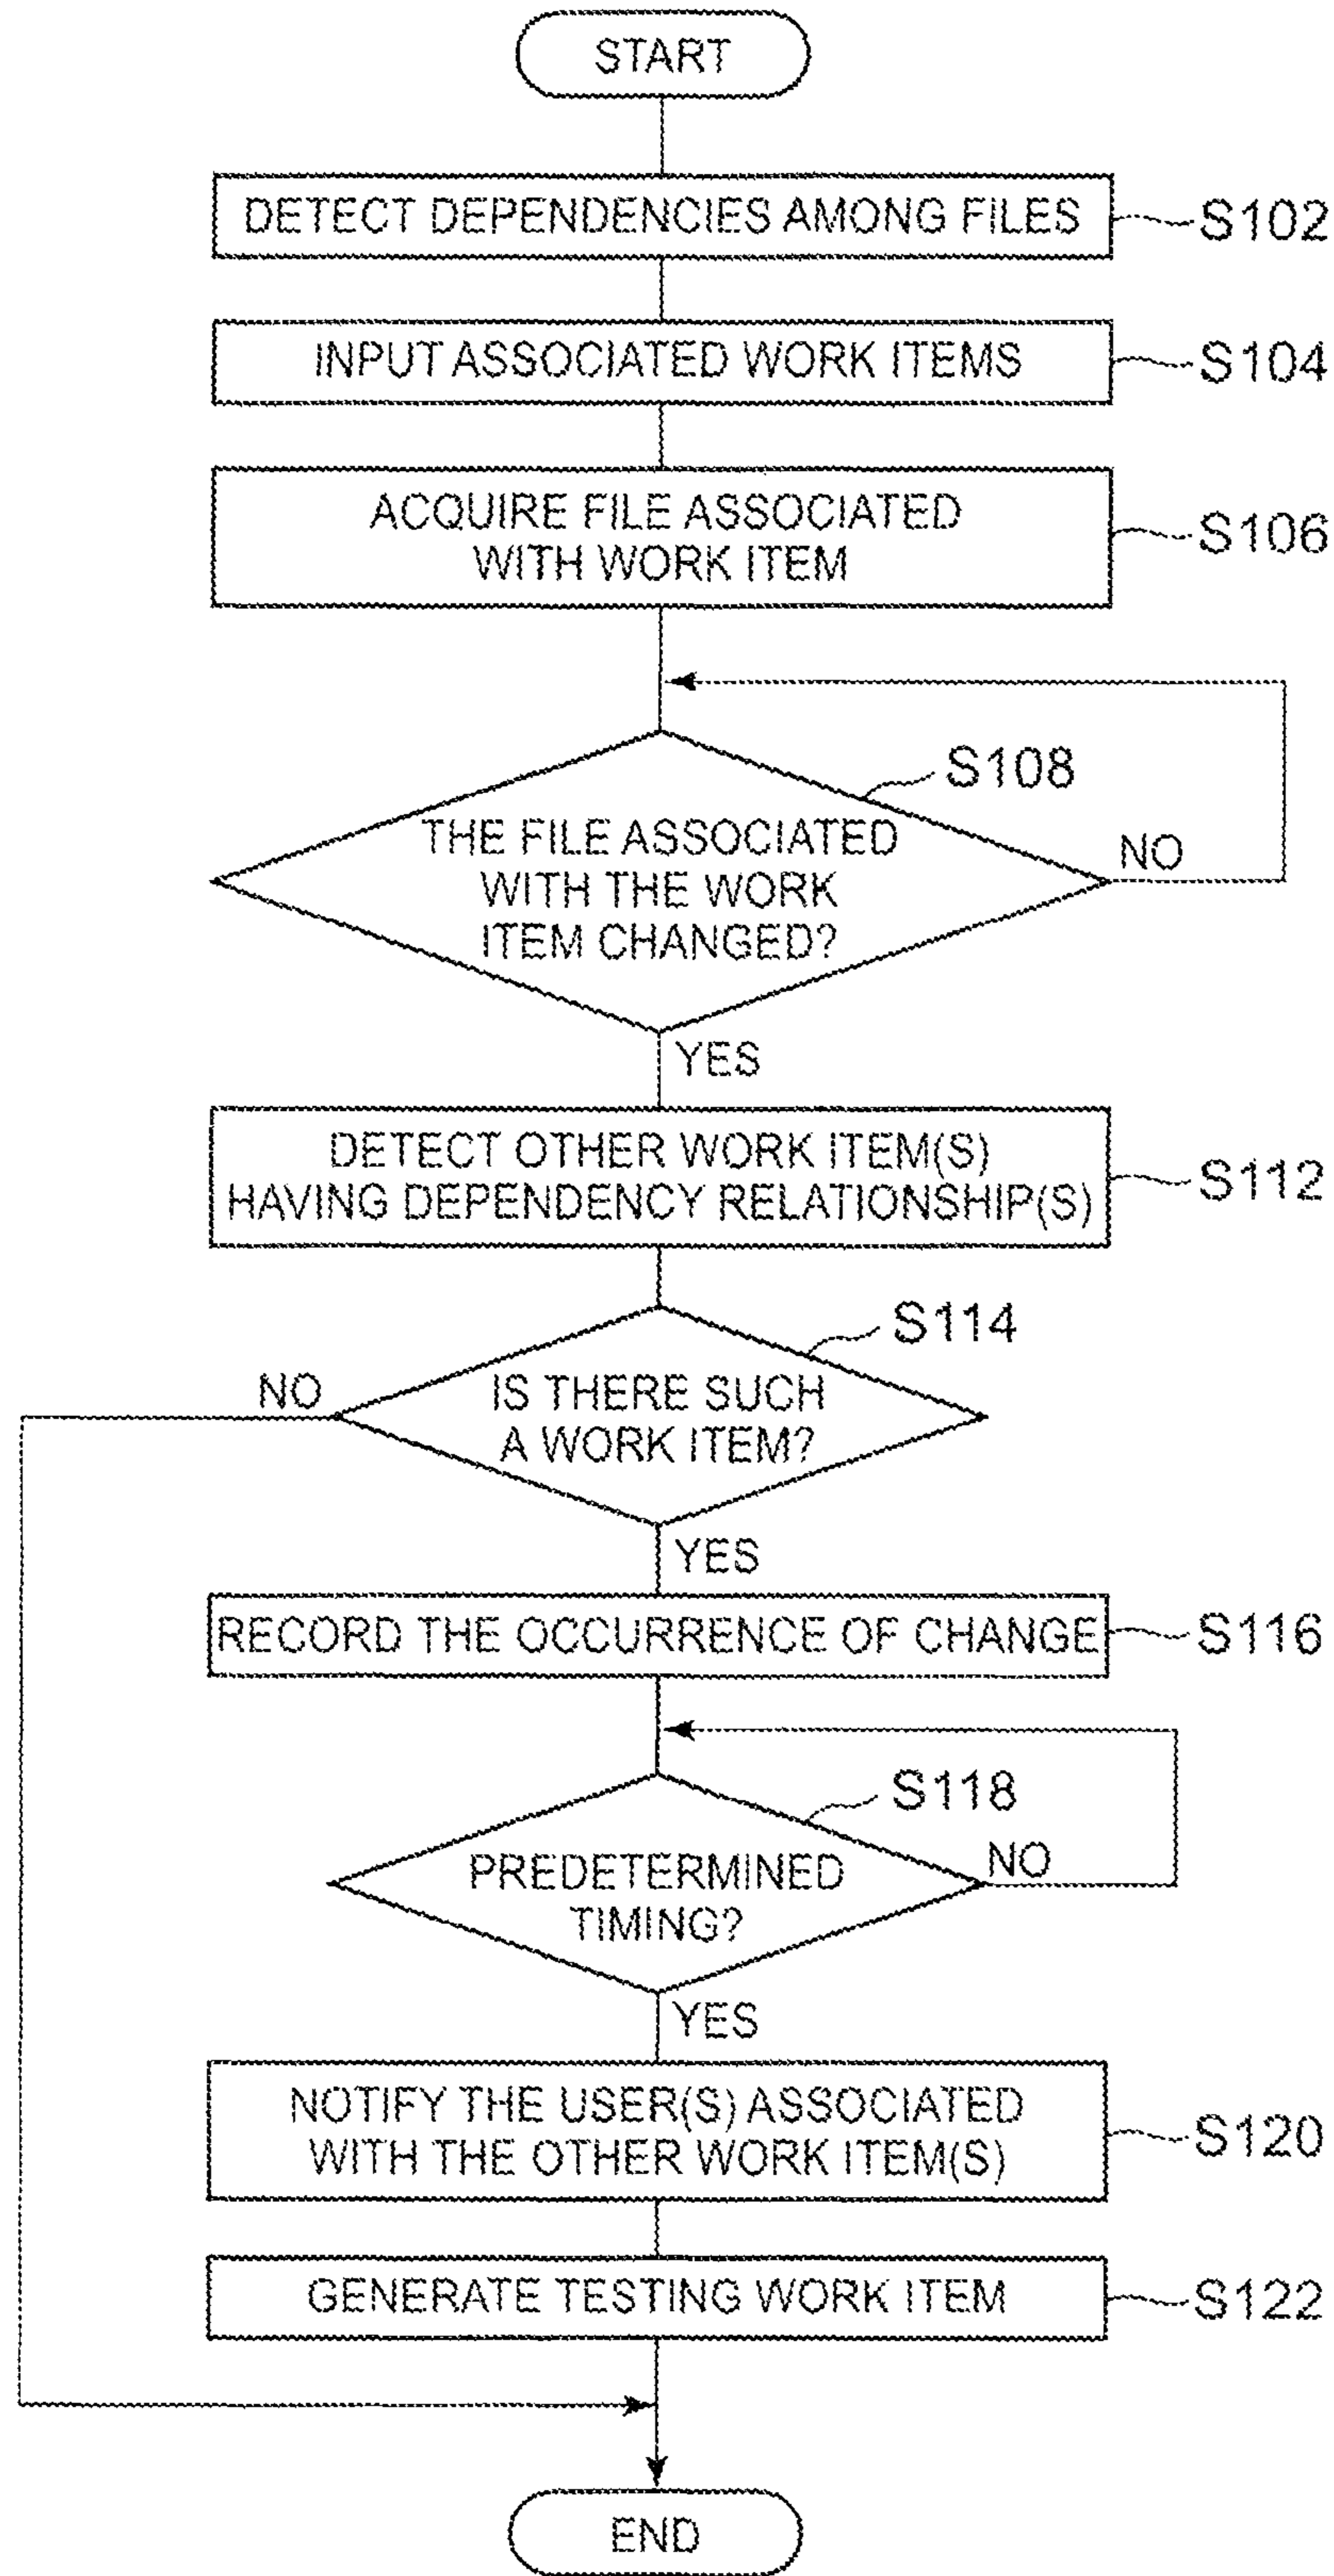 START
DETECT DEPENDENCIES AMONG FILES
S102
INPUT ASSOCIATED WORK ITEMS
S104
ACQUIRE FILE ASSOCIATED
WITH WORK ITEM
S106
S108
THE FILE ASSOCIATED
WITH THE WORK
ITEM CHANGED?
NO
YES
DETECT OTHER WORK ITEM(S)
HAVING DEPENDENCY RELATIONSHIP(S)
S112
S114
NO
IS THERE SUCH
A WORK ITEM?
YES
RECORD THE OCCURRENCE OF CHANGE
S116
S118
PREDETERMINED
TIMING?
NO
YES
NOTIFY THE USER(S) ASSOCIATED
WITH THE OTHER WORK ITEM(S)
S120
GENERATE TESTING WORK ITEM
S122
END